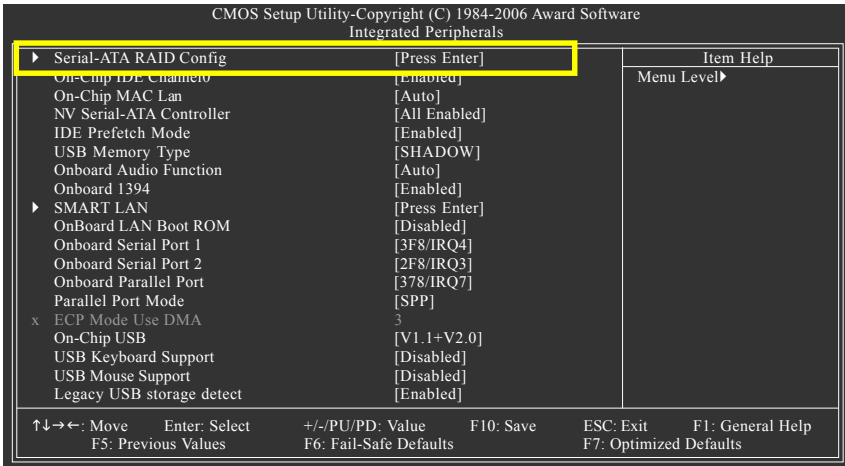 CMOS Setup Utility-Copyright (C) 1984-2006 Award Software
Integrated Peripherals
Serial-ATA RAID Config [Press Enter] Item Help
On-Chip IDE Channel0 [Enabled] Menu Level
On-Chip MAC Lan [Auto]
NV Serial-ATA Controller [All Enabled]
IDE Prefetch Mode [Enabled]
USB Memory Type [SHADOW]
Onboard Audio Function [Auto]
Onboard 1394 [Enabled]
SMART LAN [Press Enter]
OnBoard LAN Boot ROM [Disabled]
Onboard Serial Port 1 [3F8/IRQ4]
Onboard Serial Port 2 [2F8/IRQ3]
Onboard Parallel Port [378/IRQ7]
Parallel Port Mode [SPP]
x ECP Mode Use DMA 3
On-Chip USB [V1.1+V2.0]
USB Keyboard Support [Disabled]
USB Mouse Support [Disabled]
Legacy USB storage detect [Enabled]
↑↓→←: Move Enter: Select +/-/PU/PD: Value F10: Save ESC: Exit F1: General Help
F5: Previous Values F6: Fail-Safe Defaults F7: Optimized Defaults